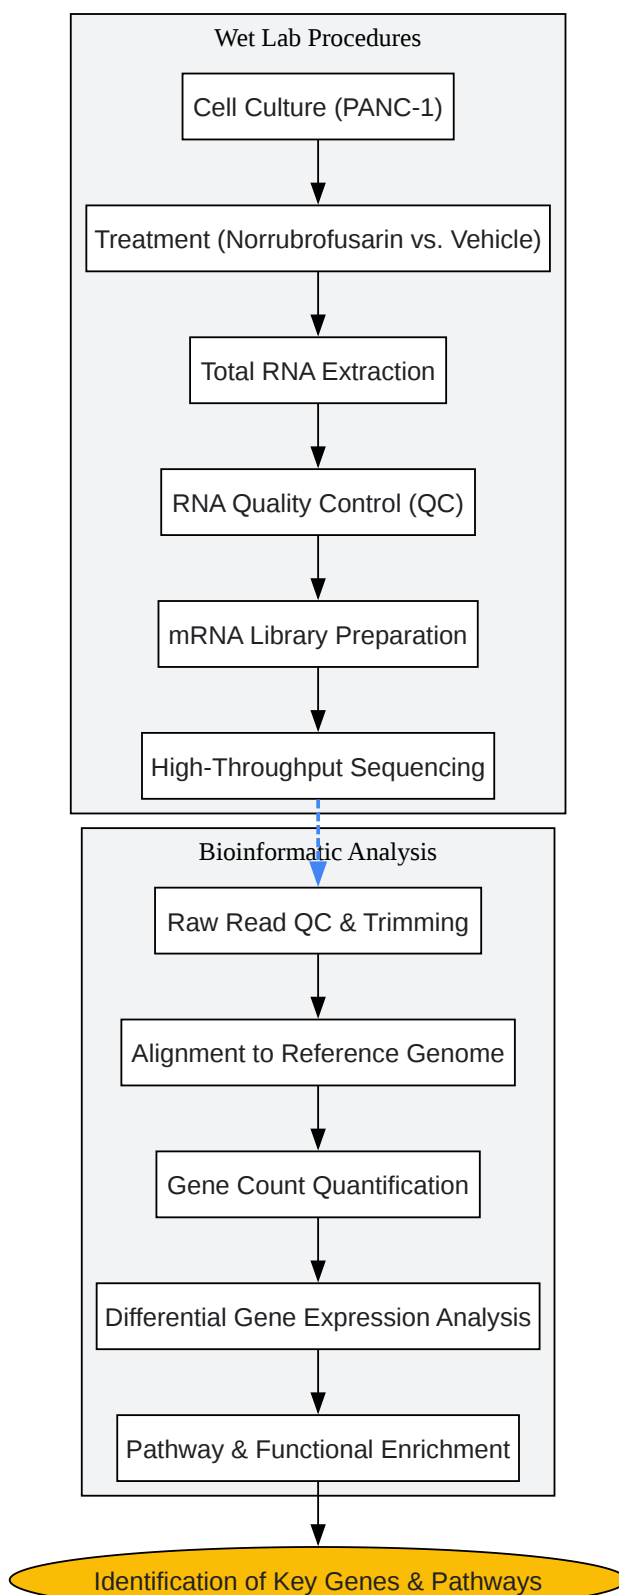 Wet Lab Procedures
Cell Culture (PANC-1)
Treatment (Norrubrofusarin vs. Vehicle)
Total RNA Extraction
RNA Quality Control (QC)
mRNA Library Preparation
High-Throughput Sequencing
Bioinformatic Analysis
Raw Read QC & Trimming
Alignment to Reference Genome
Gene Count Quantification
Differential Gene Expression Analysis
Pathway & Functional Enrichment
Identification of Key Genes & Pathways